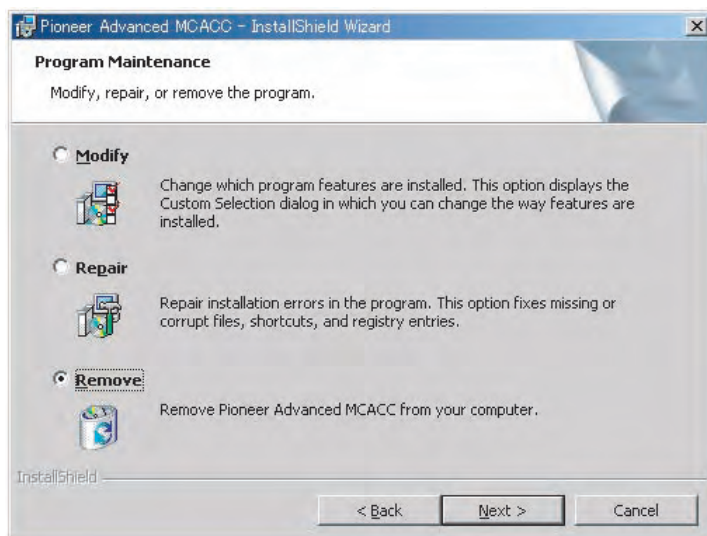 Pioneer Advanced MCACC - InstallShield Wizard
Program Maintenance
Modify, repair, or remove the program.
Modify
Change which program features are installed. This option displays the
Custom Selection dialog in which you can change the way features are
installed.
Repair
Repair installation errors in the program. This option fixes missing or
corrupt files, shortcuts, and registry entries.
Remove
Remove Pioneer Advanced MCACC from your computer.
InstallShield
< Back
Next >
Cancel